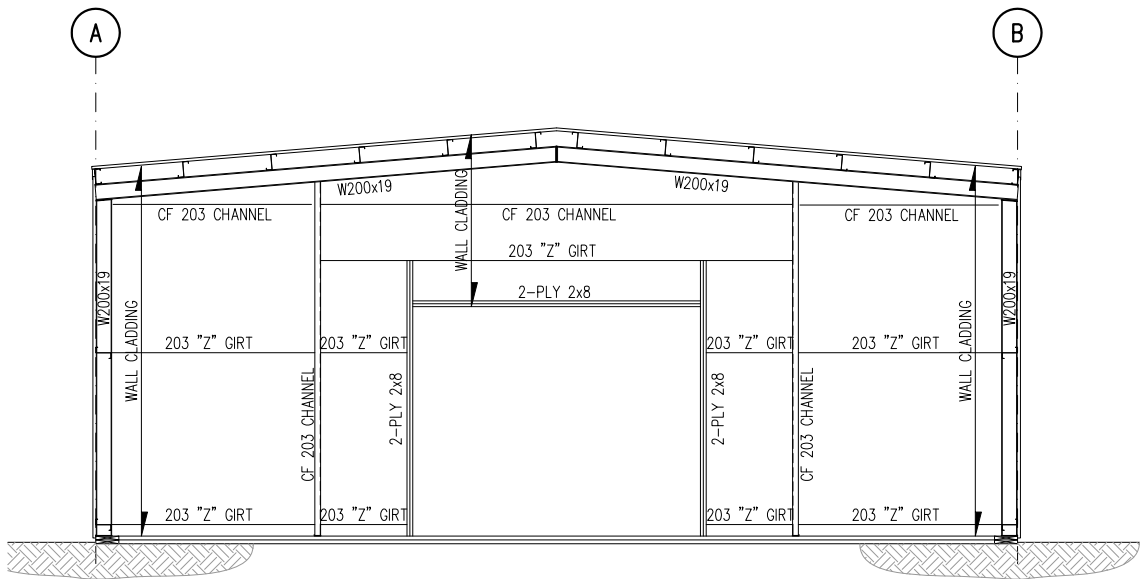 A
B
W200x19
W200x19
CF 203 CHANNEL
CF 203 CHANNEL
CF 203 CHANNEL
WALL CLADDING
203 "Z" GIRT
2-PLY 2x8
W200x19
W200x19
WALL CLADDING
WALL CLADDING
203 "Z" GIRT
203 "Z" GIRT
203 "Z" GIRT
203 "Z" GIRT
CF 203 CHANNEL
2-PLY 2x8
2-PLY 2x8
CF 203 CHANNEL
203 "Z" GIRT
203 "Z" GIRT
203 "Z" GIRT
203 "Z" GIRT